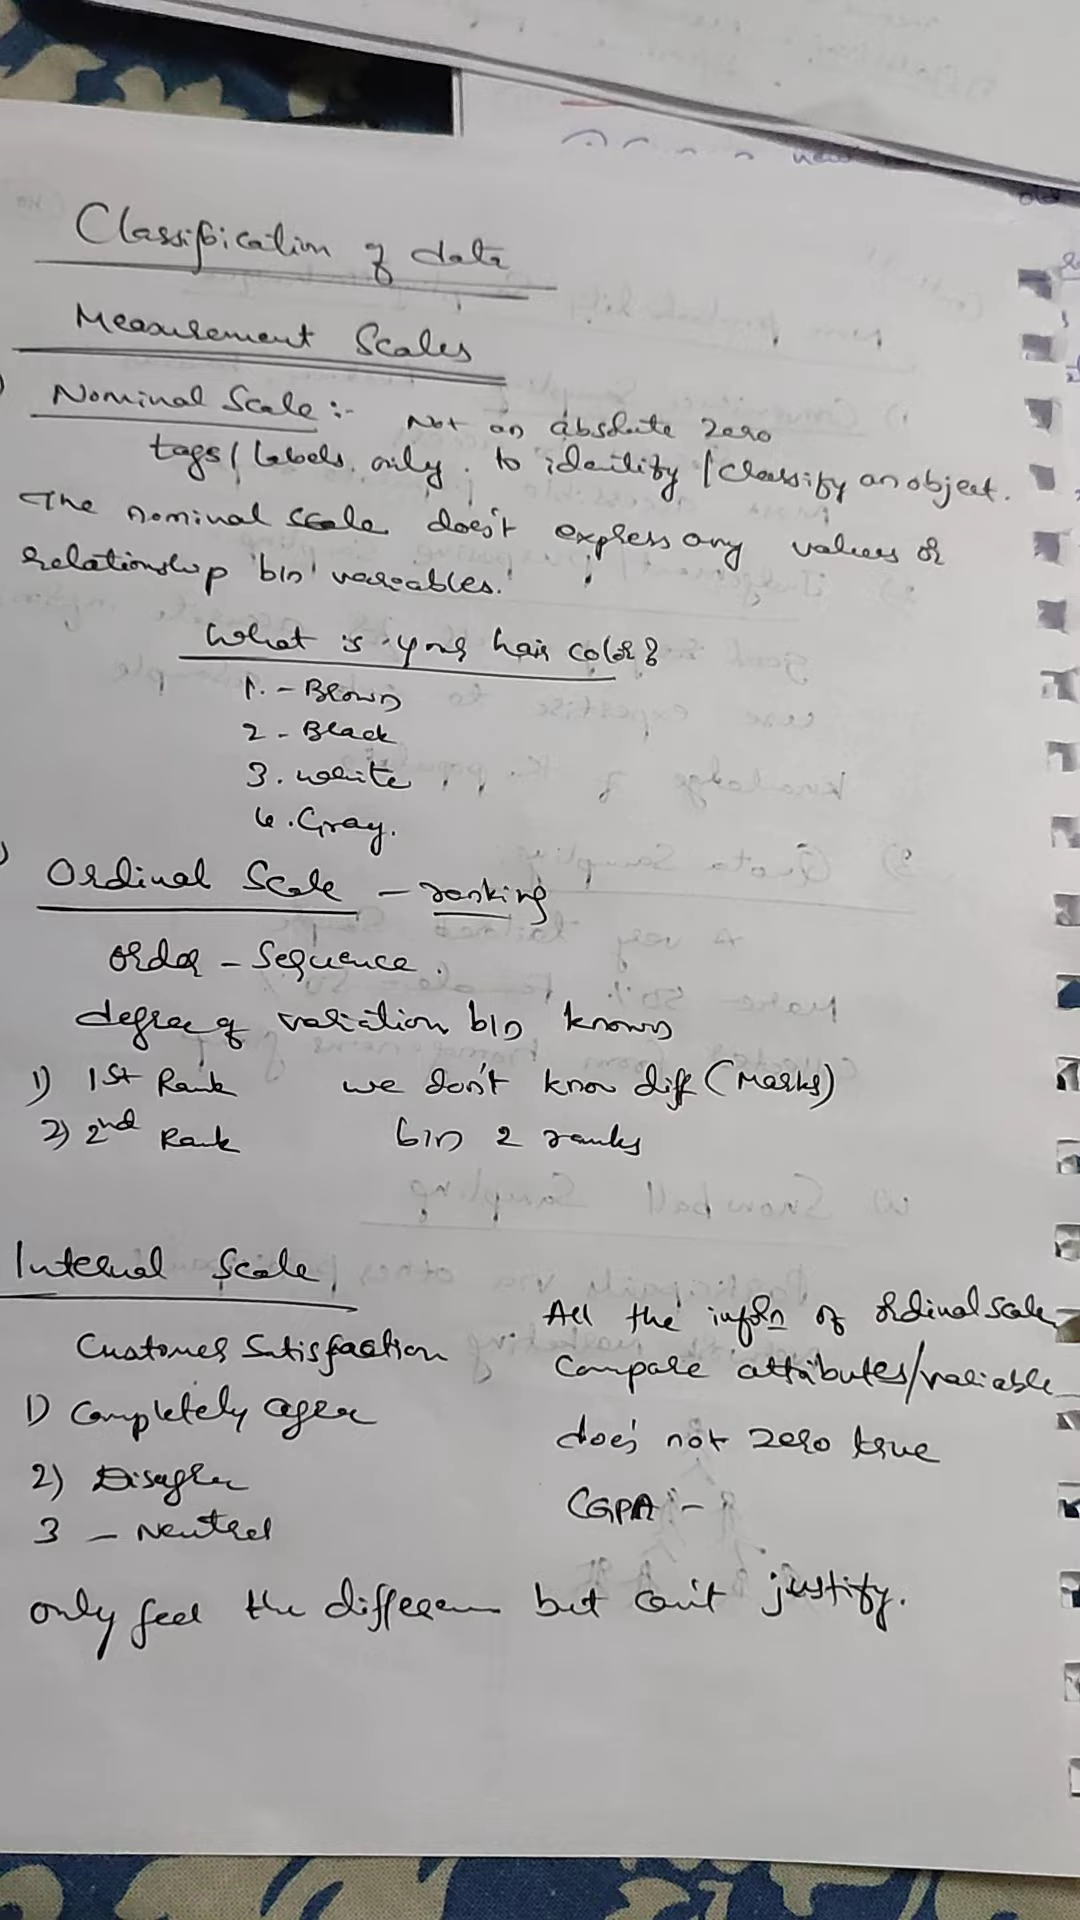 Classification of data
Measurement Scales
Nominal Scale :- Not an absolute zero
tags/labels only. to identify/classify an object.
The nominal scale does't express any values or
relationship b/n variables.
What is your hair color?
1. - Brown
2 - Black
3. white
4. Gray.
Ordinal Scale - ranking
Order - Sequence.
degree of variation b/n known
1) 1st Rank we don't know diff (Marks)
2) 2nd Rank b/n 2 ranks
Interval Scale
All the infon of ordinal scale
Customer Satisfaction
Compare attributes/variable
1) Completely agree
does not zero true
2) Disagree
CGPA :-
3 - Neutral
only feel the difference but can't justify.